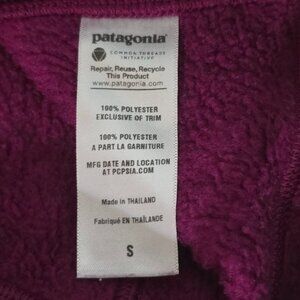 patagonia
COMMON THREADS
INITIATIVE
Repair, Reuse, Recycle
This Product
www.patagonia.com
100% POLYESTER
EXCLUSIVE OF TRIM
100% POLYESTER
A PART LA GARNITURE
MFG DATE AND LOCATION
AT PCPSIA.COM
Made in THAILAND
Fabriqué EN THAÏLANDE
S